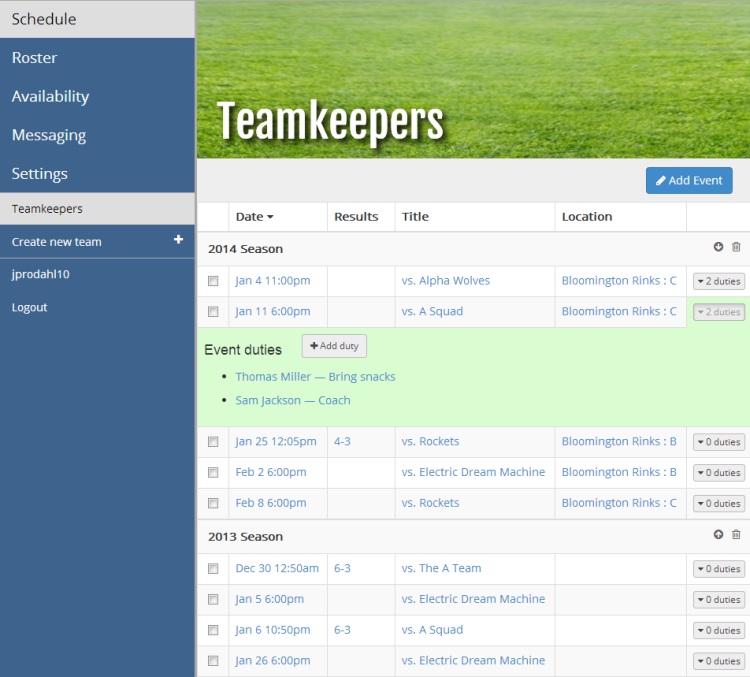 Schedule
Roster
Availability
Messaging
Settings
Teamkeepers
Create new team +
jprodahl10
Logout
Teamkeepers
Add Event
Date Results Title Location
2014 Season
Jan 4 11:00pm vs. Alpha Wolves Bloomington Rinks : C 2 duties
Jan 11 6:00pm vs. A Squad Bloomington Rinks : C 2 duties
Event duties + Add duty
• Thomas Miller — Bring snacks
• Sam Jackson — Coach
Jan 25 12:05pm 4-3 vs. Rockets Bloomington Rinks : B 0 duties
Feb 2 6:00pm vs. Electric Dream Machine Bloomington Rinks : B 0 duties
Feb 8 6:00pm vs. Rockets Bloomington Rinks : C 0 duties
2013 Season
Dec 30 12:50am 6-3 vs. The A Team 0 duties
Jan 5 6:00pm vs. Electric Dream Machine 0 duties
Jan 6 10:50pm 6-3 vs. A Squad 0 duties
Jan 26 6:00pm vs. Electric Dream Machine 0 duties